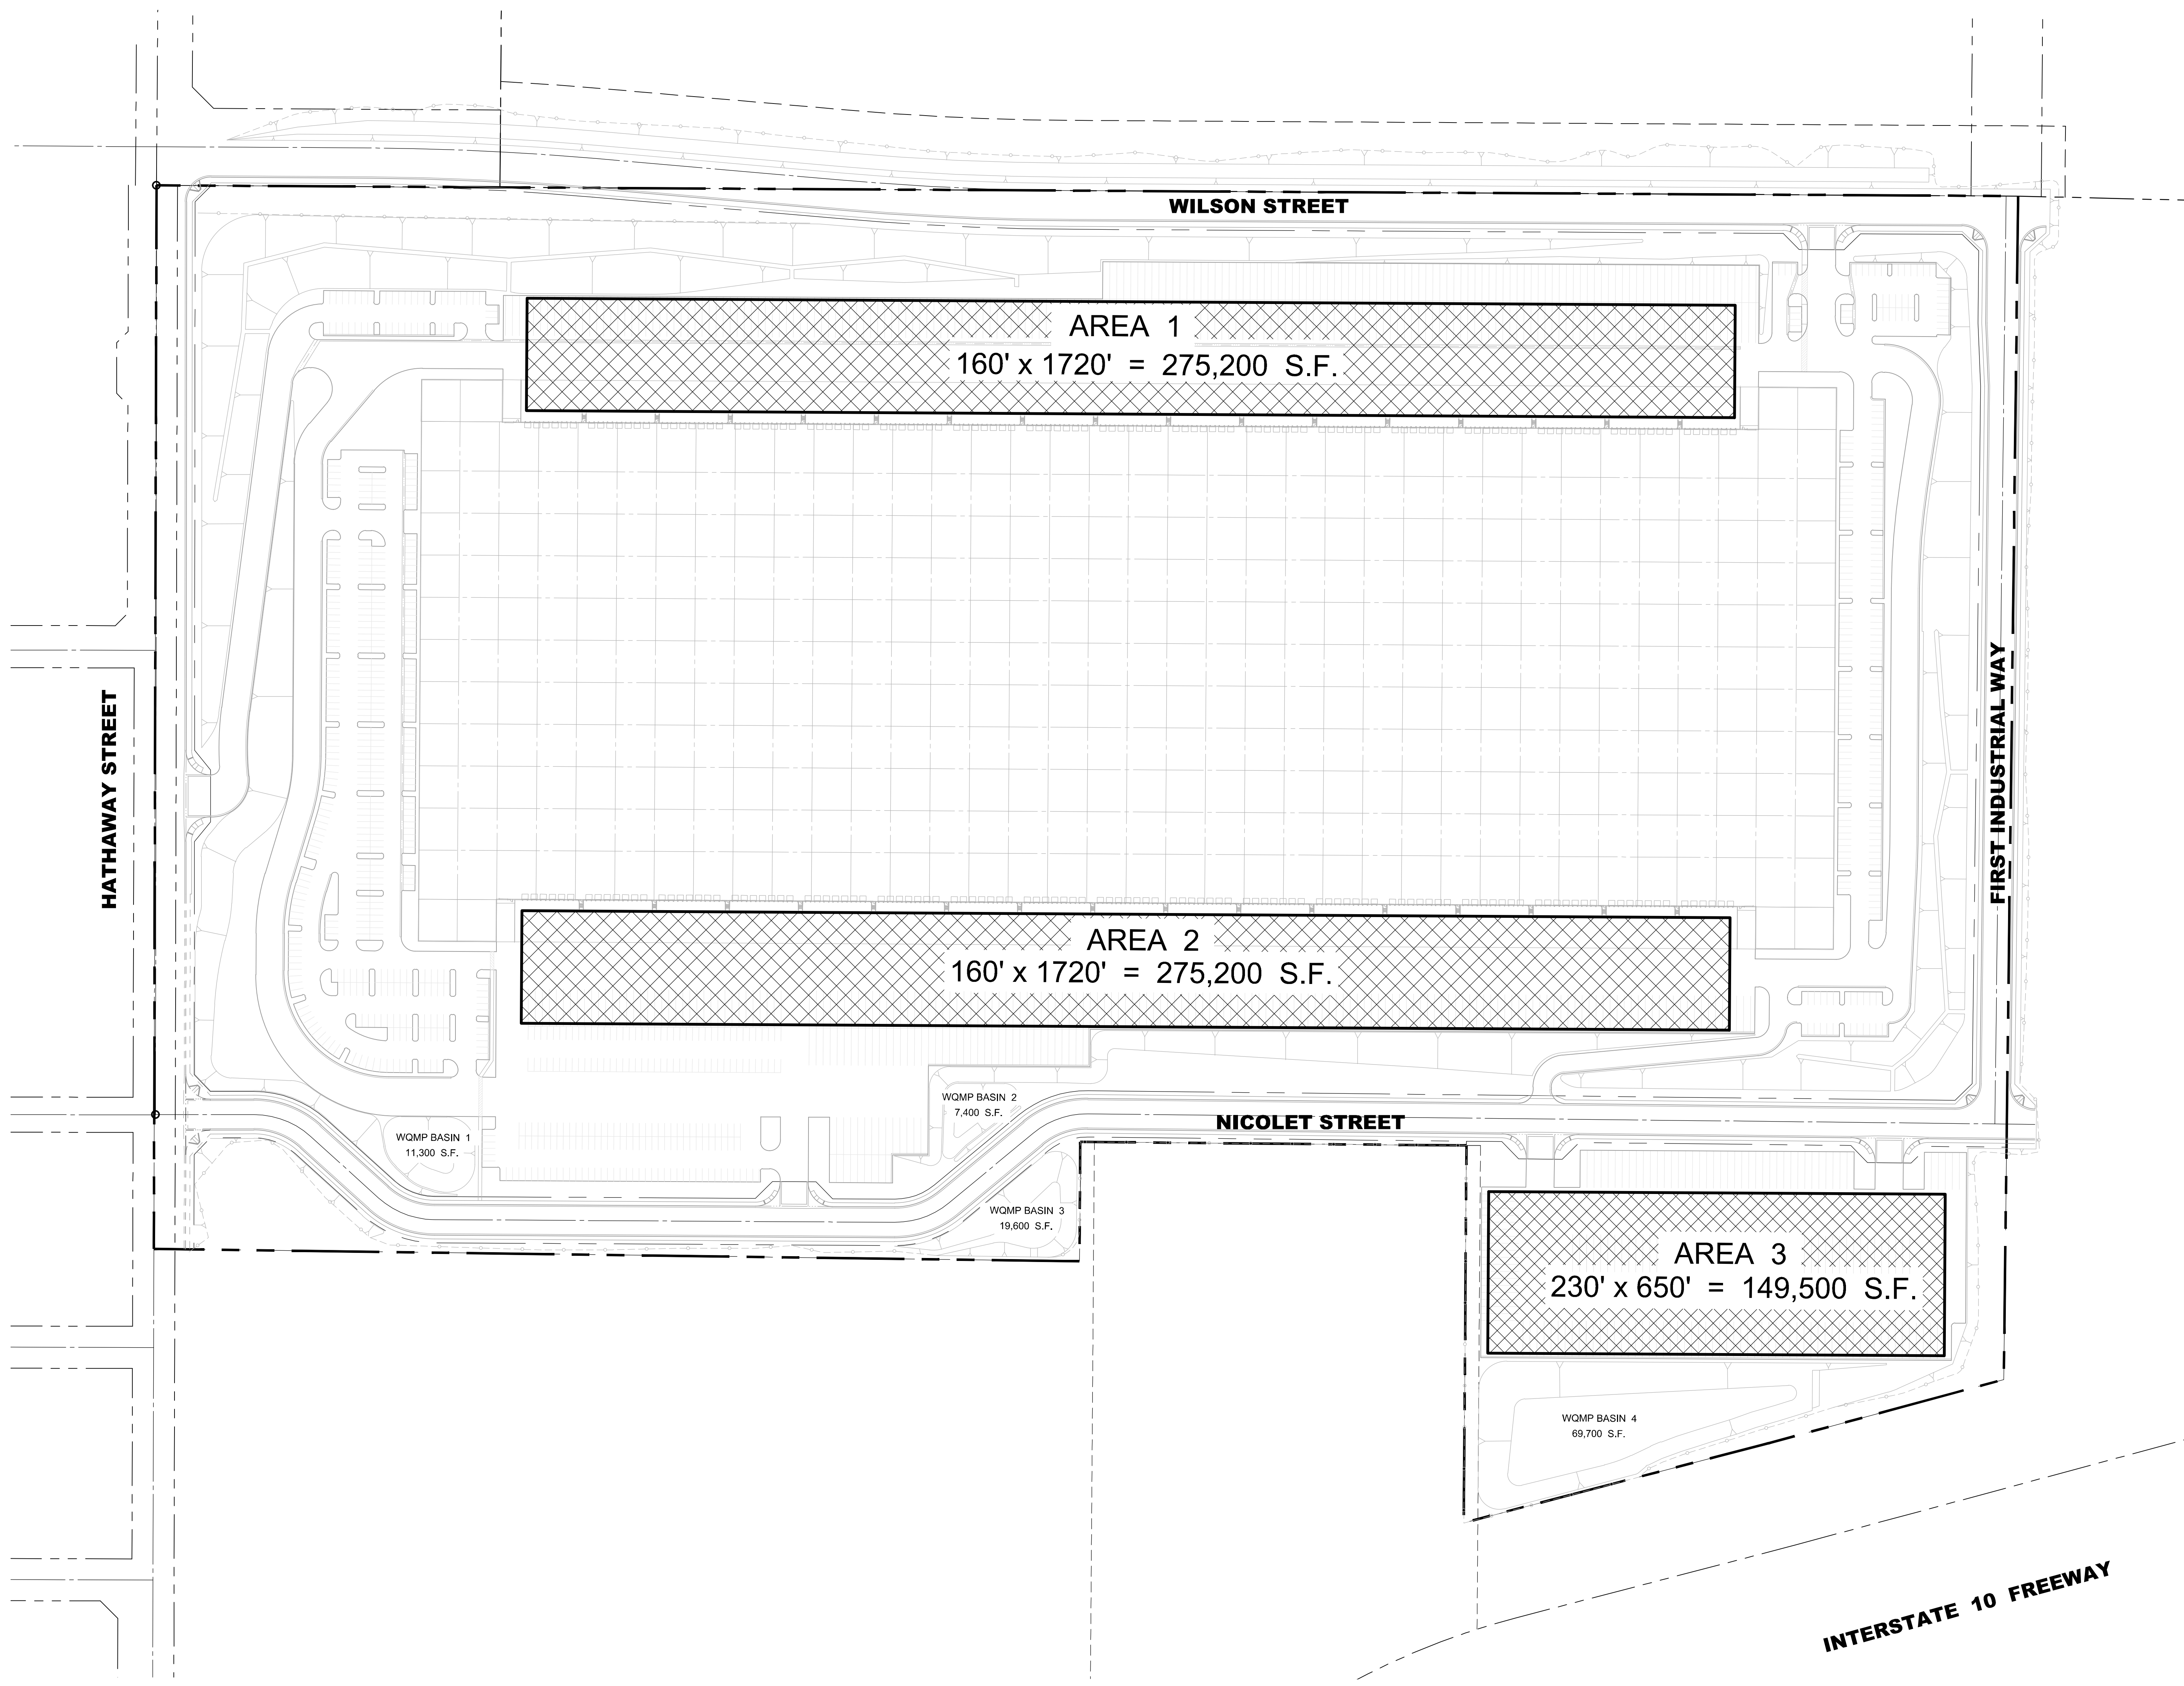 WILSON STREET
AREA 1
160' x 1720' = 275,200 S.F.
HATHAWAY STREET
FIRST INDUSTRIAL WAY
AREA 2
160' x 1720' = 275,200 S.F.
WQMP BASIN 2
7,400 S.F.
NICOLET STREET
WQMP BASIN 1
11,300 S.F.
WQMP BASIN 3
19,600 S.F.
AREA 3
230' x 650' = 149,500 S.F.
WQMP BASIN 4
69,700 S.F.
INTERSTATE 10 FREEWAY